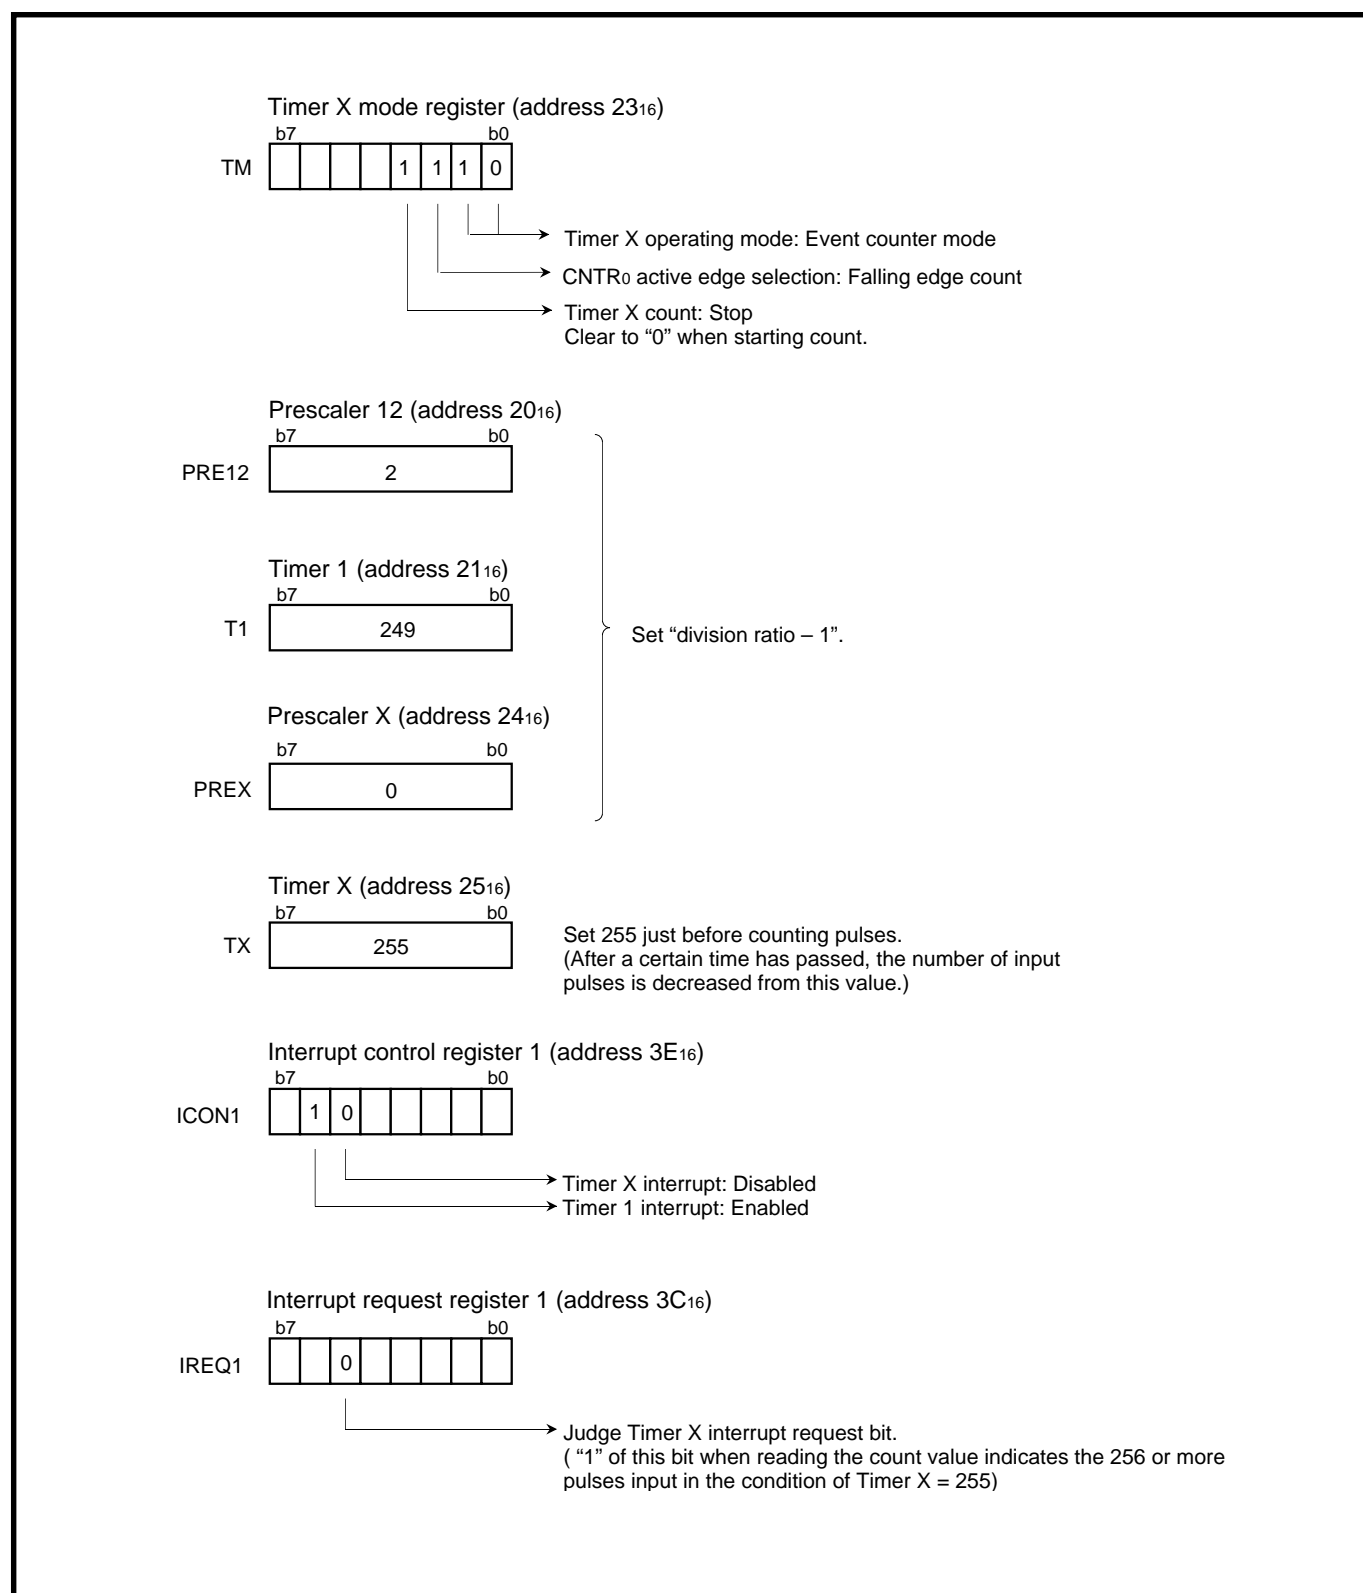 Timer X mode register (address 2316)
b7 b0
TM 1 1 1 0
Timer X operating mode: Event counter mode
CNTR0 active edge selection: Falling edge count
Timer X count: Stop
Clear to “0” when starting count.
Prescaler 12 (address 2016)
b7 b0
PRE12 2
Timer 1 (address 2116)
b7 b0
T1 249
Set “division ratio – 1”.
Prescaler X (address 2416)
b7 b0
PREX 0
Timer X (address 2516)
b7 b0
TX 255
Set 255 just before counting pulses.
(After a certain time has passed, the number of input
pulses is decreased from this value.)
Interrupt control register 1 (address 3E16)
b7 b0
ICON1 1 0
Timer X interrupt: Disabled
Timer 1 interrupt: Enabled
Interrupt request register 1 (address 3C16)
b7 b0
IREQ1 0
Judge Timer X interrupt request bit.
( “1” of this bit when reading the count value indicates the 256 or more
pulses input in the condition of Timer X = 255)